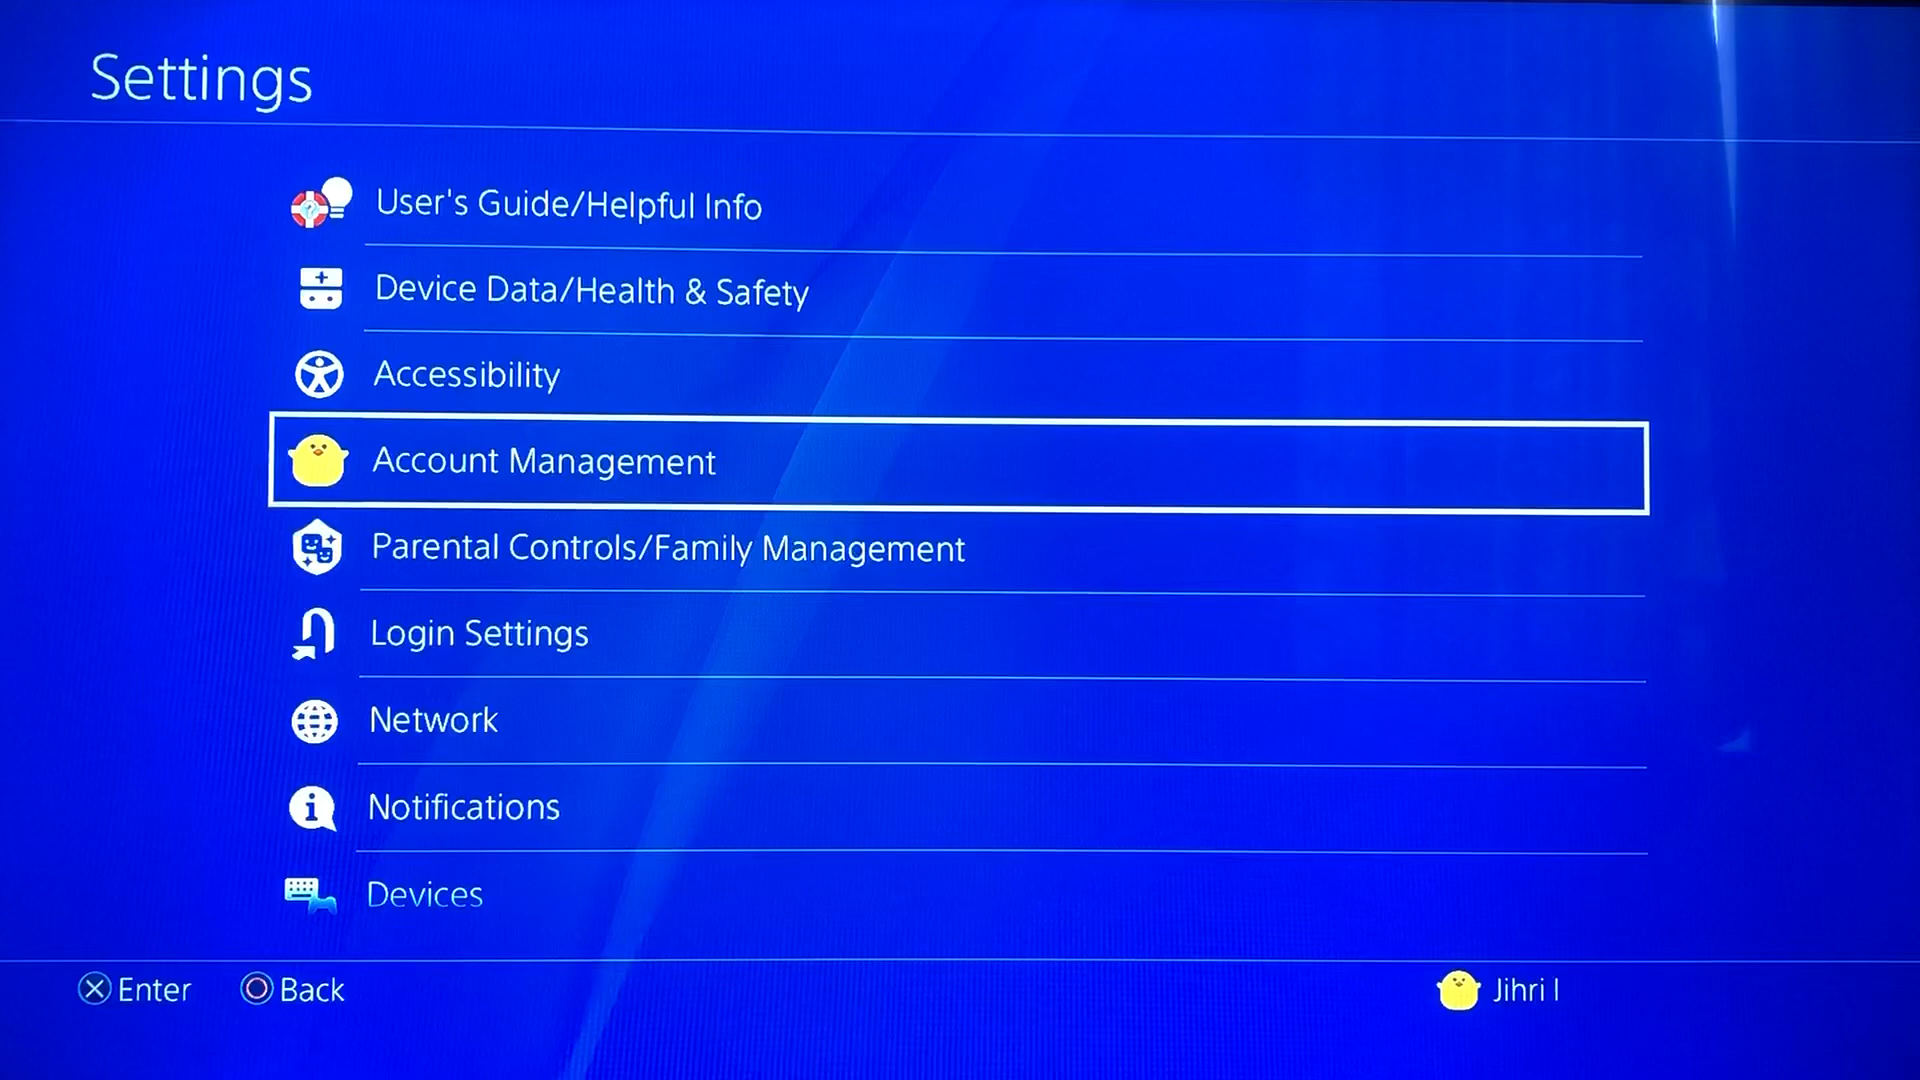 Settings
User's Guide/Helpful Info
Device Data/Health & Safety
Accessibility
Account Management
Parental Controls/Family Management
Login Settings
Network
Notifications
Devices
Enter
Back
Jihri I